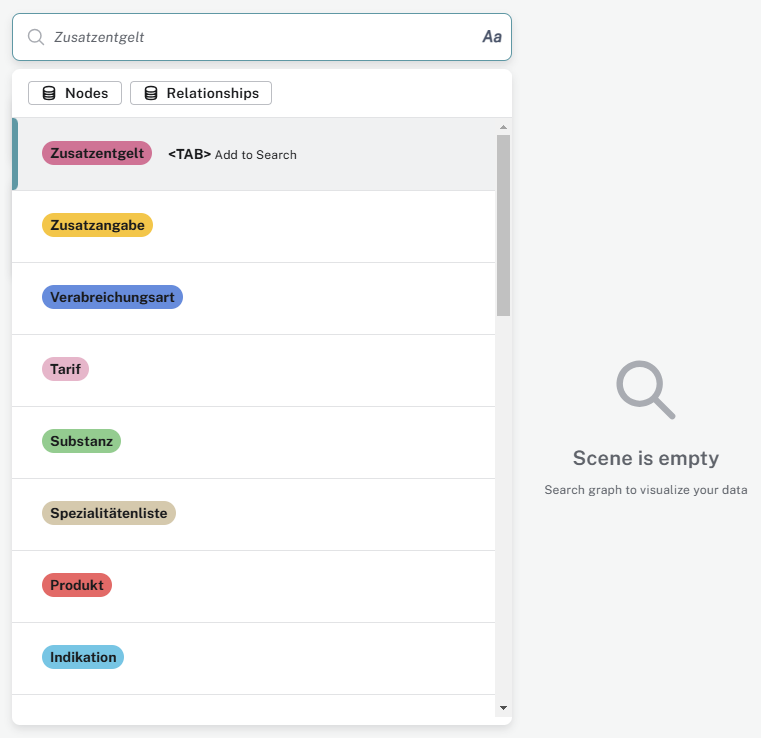 Zusatzentgelt
Aa
Nodes
Relationships
Zusatzentgelt <TAB> Add to Search
Zusatzangabe
Verabreichungsart
Tarif
Substanz
Spezialitätenliste
Produkt
Indikation
Scene is empty
Search graph to visualize your data